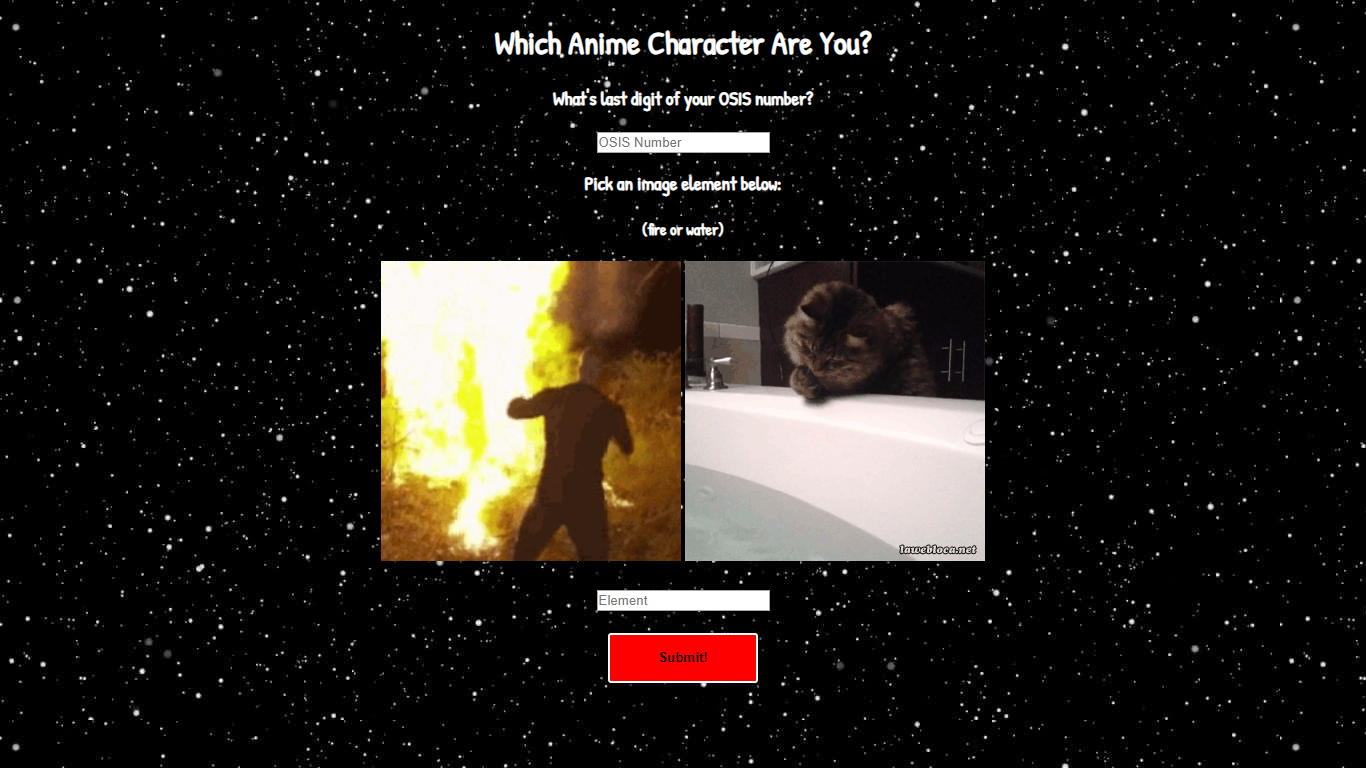 Which Anime Character Are You?
What's last digit of your OSIS number?
OSIS Number
Pick an image element below:
(fire or water)
lawebloca.net
Element
Submit!